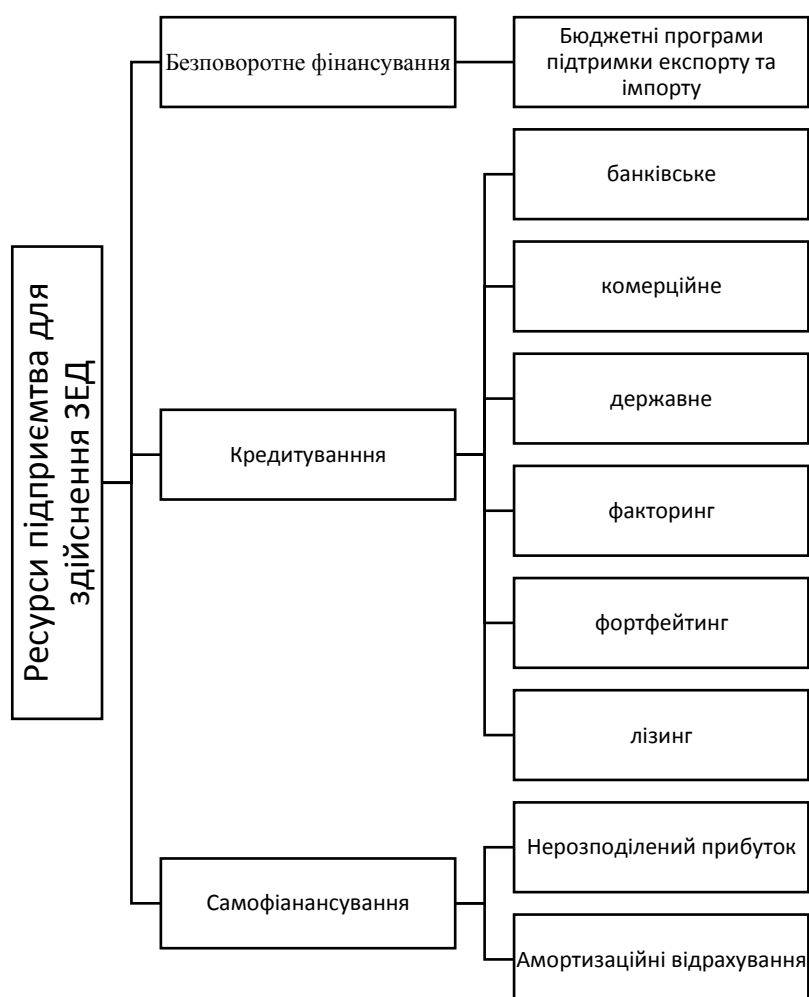 Ресурси підприємтва для
здійснення ЗЕД
Безповоротне фінансування
Бюджетні програми
підтримки експорту та
імпорту
Кредитуванння
банківське
комерційне
державне
факторинг
фортфейтинг
лізинг
Самофіанансування
Нерозподілений прибуток
Амортизаційні відрахування